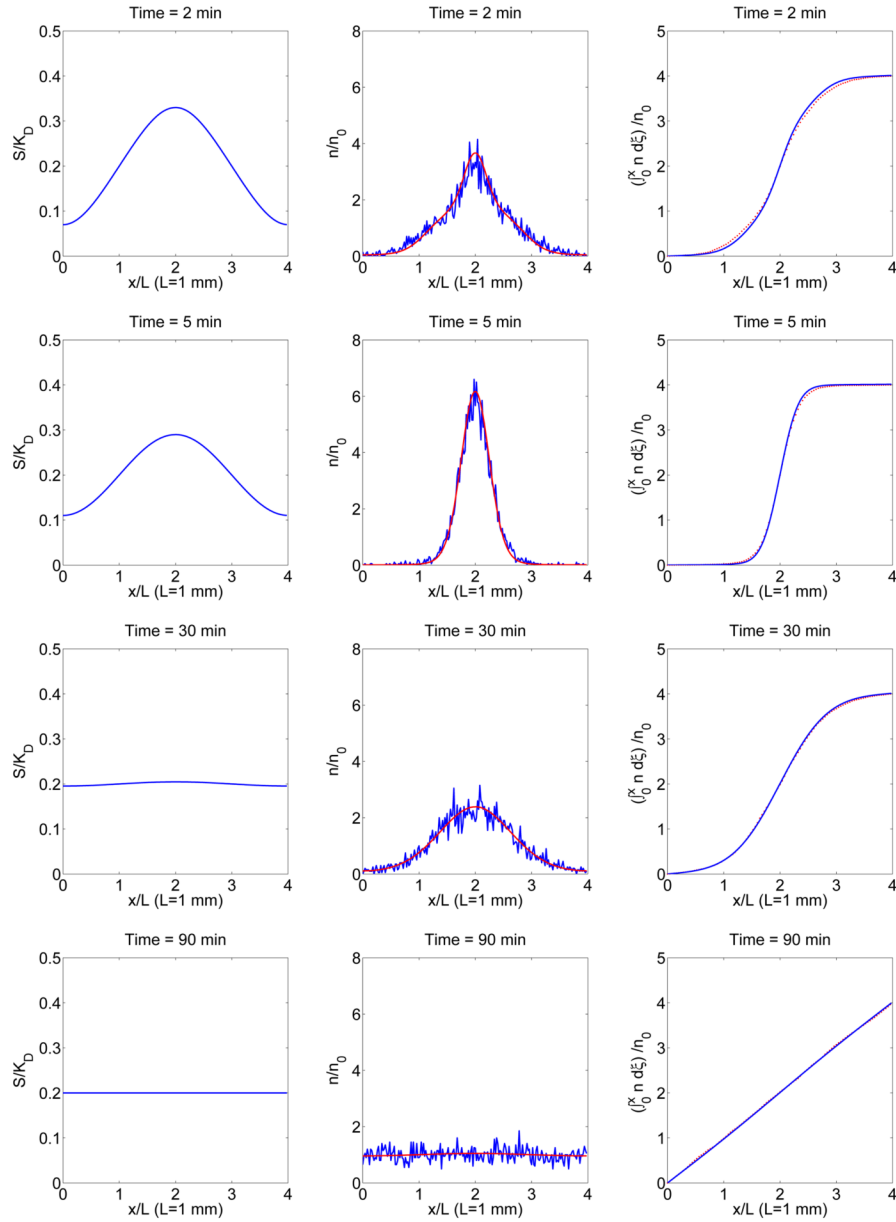 Time = 2 min
Time = 2 min
Time = 2 min
0.5
0.4
0.3
0.2
0.1
0
S/K_D
0 1 2 3 4
x/L (L=1 mm)
8
6
4
2
0
n/n_0
0 1 2 3 4
x/L (L=1 mm)
5
4
3
2
1
0
(∫_0^x n dξ) /n_0
0 1 2 3 4
x/L (L=1 mm)
Time = 5 min
Time = 5 min
Time = 5 min
0.5
0.4
0.3
0.2
0.1
0
S/K_D
0 1 2 3 4
x/L (L=1 mm)
8
6
4
2
0
n/n_0
0 1 2 3 4
x/L (L=1 mm)
5
4
3
2
1
0
(∫_0^x n dξ) /n_0
0 1 2 3 4
x/L (L=1 mm)
Time = 30 min
Time = 30 min
Time = 30 min
0.5
0.4
0.3
0.2
0.1
0
S/K_D
0 1 2 3 4
x/L (L=1 mm)
8
6
4
2
0
n/n_0
0 1 2 3 4
x/L (L=1 mm)
5
4
3
2
1
0
(∫_0^x n dξ) /n_0
0 1 2 3 4
x/L (L=1 mm)
Time = 90 min
Time = 90 min
Time = 90 min
0.5
0.4
0.3
0.2
0.1
0
S/K_D
0 1 2 3 4
x/L (L=1 mm)
8
6
4
2
0
n/n_0
0 1 2 3 4
x/L (L=1 mm)
5
4
3
2
1
0
(∫_0^x n dξ) /n_0
0 1 2 3 4
x/L (L=1 mm)